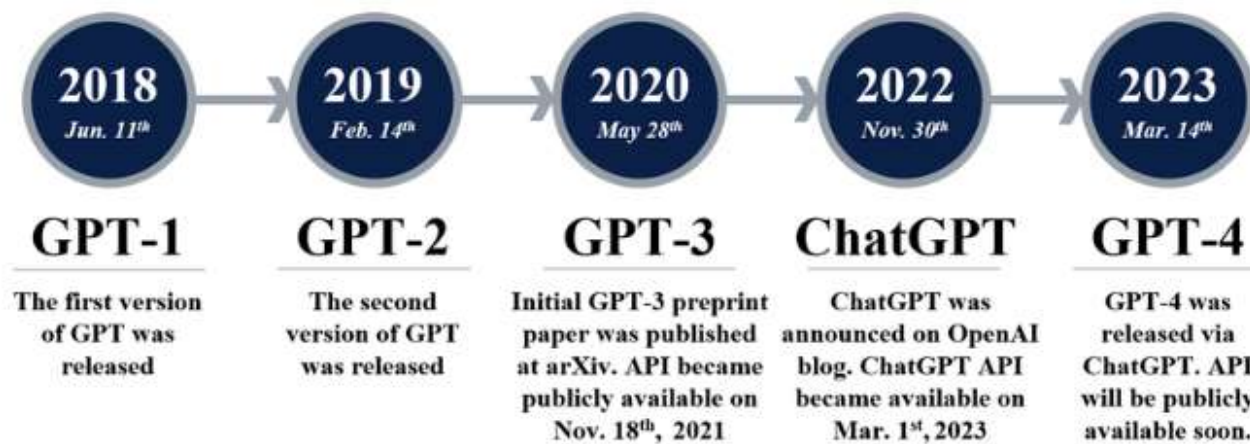 2018
Jun. 11th
GPT-1
The first version
of GPT was
released
2019
Feb. 14th
GPT-2
The second
version of GPT
was released
2020
May 28th
GPT-3
Initial GPT-3 preprint
paper was published
at arXiv. API became
publicly available on
Nov. 18th, 2021
2022
Nov. 30th
ChatGPT
ChatGPT was
announced on OpenAI
blog. ChatGPT API
became available on
Mar. 1st, 2023
2023
Mar. 14th
GPT-4
GPT-4 was
released via
ChatGPT. API
will be publicly
available soon.